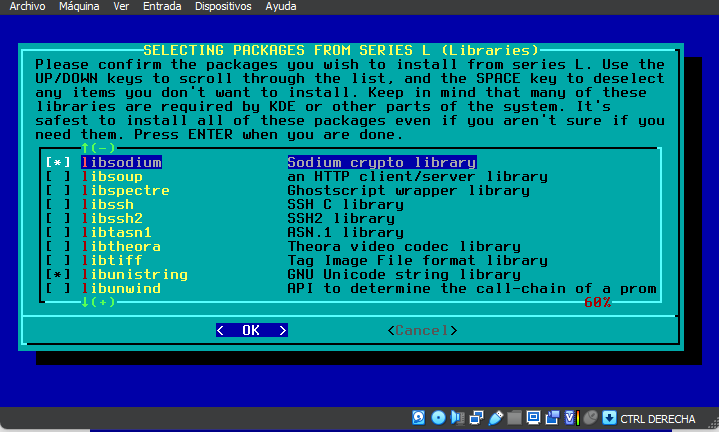 Archivo Máquina Ver Entrada Dispositivos Ayuda
SELECTING PACKAGES FROM SERIES L (Libraries)
Please confirm the packages you wish to install from series L. Use the
UP/DOWN keys to scroll through the list, and the SPACE key to deselect
any items you don't want to install. Keep in mind that many of these
libraries are required by KDE or other parts of the system. It's
safest to install all of these packages even if you aren't sure if you
need them. Press ENTER when you are done.
↑(-)
[*] libsodium Sodium crypto library
[ ] libsoup an HTTP client/server library
[ ] libspectre Ghostscript wrapper library
[ ] libssh SSH C library
[ ] libssh2 SSH2 library
[ ] libtasn1 ASN.1 library
[ ] libtheora Theora video codec library
[ ] libtiff Tag Image File format library
[*] libunistring GNU Unicode string library
[ ] libunwind API to determine the call-chain of a prom
↓(+) 60%
< OK > <Cancel>
CTRL DERECHA